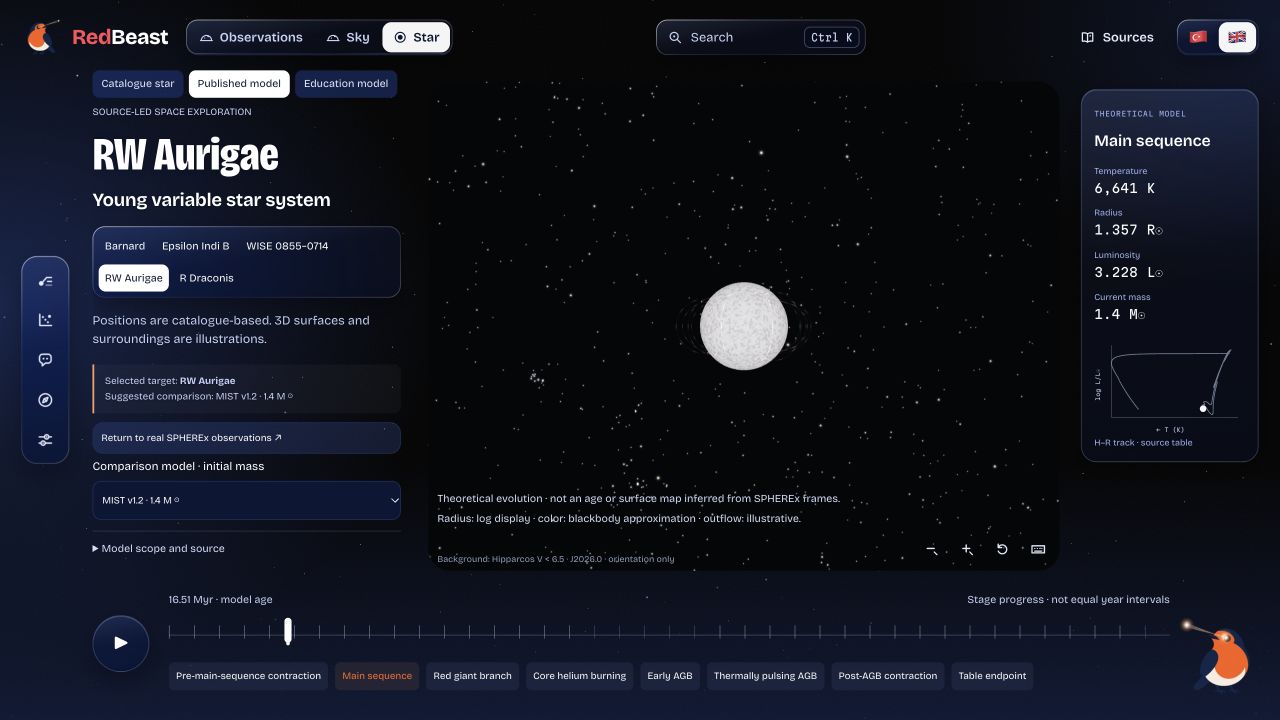 RedBeast
Observations
Sky
Star
Search
Ctrl K
Sources
Catalogue star
Published model
Education model
SOURCE-LED SPACE EXPLORATION
RW Aurigae
Young variable star system
Barnard
Epsilon Indi B
WISE 0855–0714
RW Aurigae
R Draconis
Positions are catalogue-based. 3D surfaces and
surroundings are illustrations.
Selected target: RW Aurigae
Suggested comparison: MIST v1.2 · 1.4 M☉
Return to real SPHEREx observations ↗
Comparison model · initial mass
MIST v1.2 · 1.4 M☉
Model scope and source
Theoretical evolution · not an age or surface map inferred from SPHEREx frames.
Radius: log display · color: blackbody approximation · outflow: illustrative.
Background: Hipparcos V < 6.5 · J2026.0 · orientation only
THEORETICAL MODEL
Main sequence
Temperature
6,641 K
Radius
1.357 R☉
Luminosity
3.228 L☉
Current mass
1.4 M☉
log L/L☉
← T (K)
H–R track · source table
16.51 Myr · model age
Stage progress · not equal year intervals
Pre-main-sequence contraction
Main sequence
Red giant branch
Core helium burning
Early AGB
Thermally pulsing AGB
Post-AGB contraction
Table endpoint